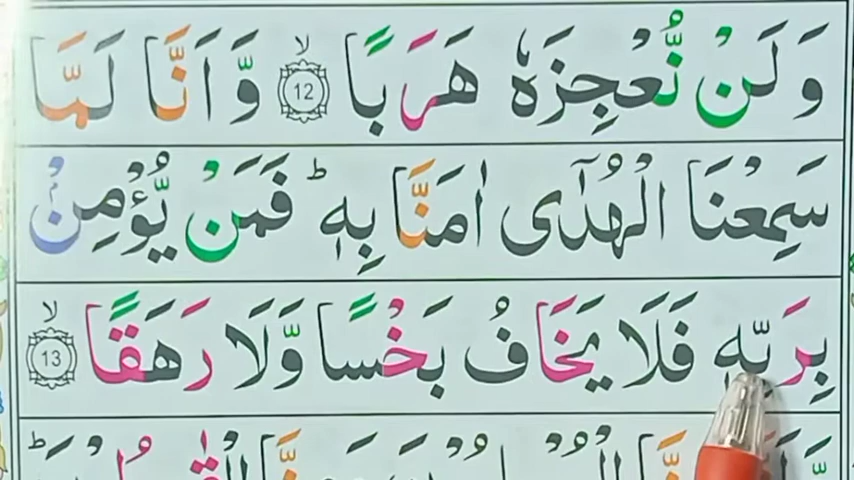 وَ لَنۡ نُّعۡجِزَهٗ هَرَبًا ۙ‏ 12 وَّ اَنَّا لَمَّا
سَمِعۡنَا الۡهُدٰٓى اٰمَنَّا بِهٖ‌ ؕ فَمَنۡ يُّؤۡمِنۡۢ
بِرَبِّهٖ فَلَا يَخَافُ بَخۡسًا وَّلَا رَهَقًا ۙ‏ 13